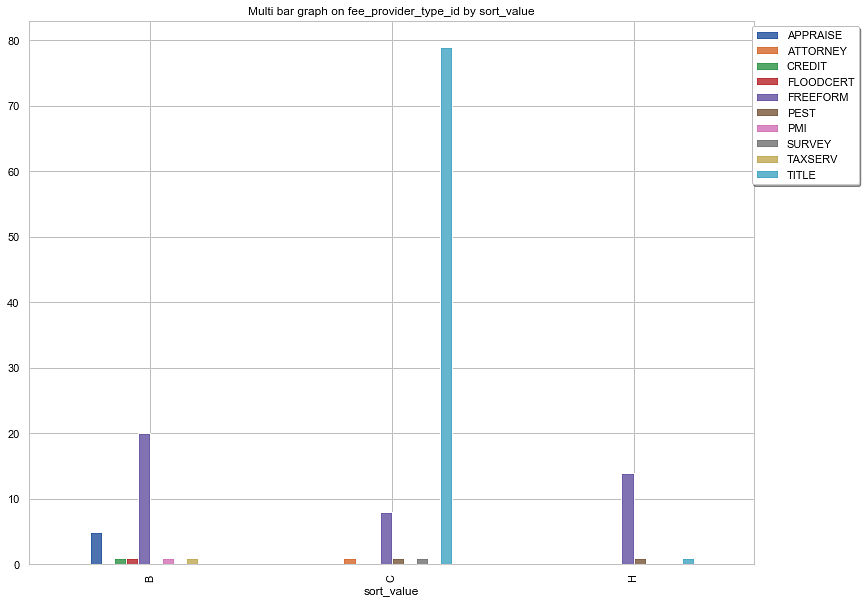 Multi bar graph on fee_provider_type_id by sort_value
80
70
60
50
40
30
20
10
0
B
C
H
sort_value
APPRAISE
ATTORNEY
CREDIT
FLOODCERT
FREEFORM
PEST
PMI
SURVEY
TAXSERV
TITLE